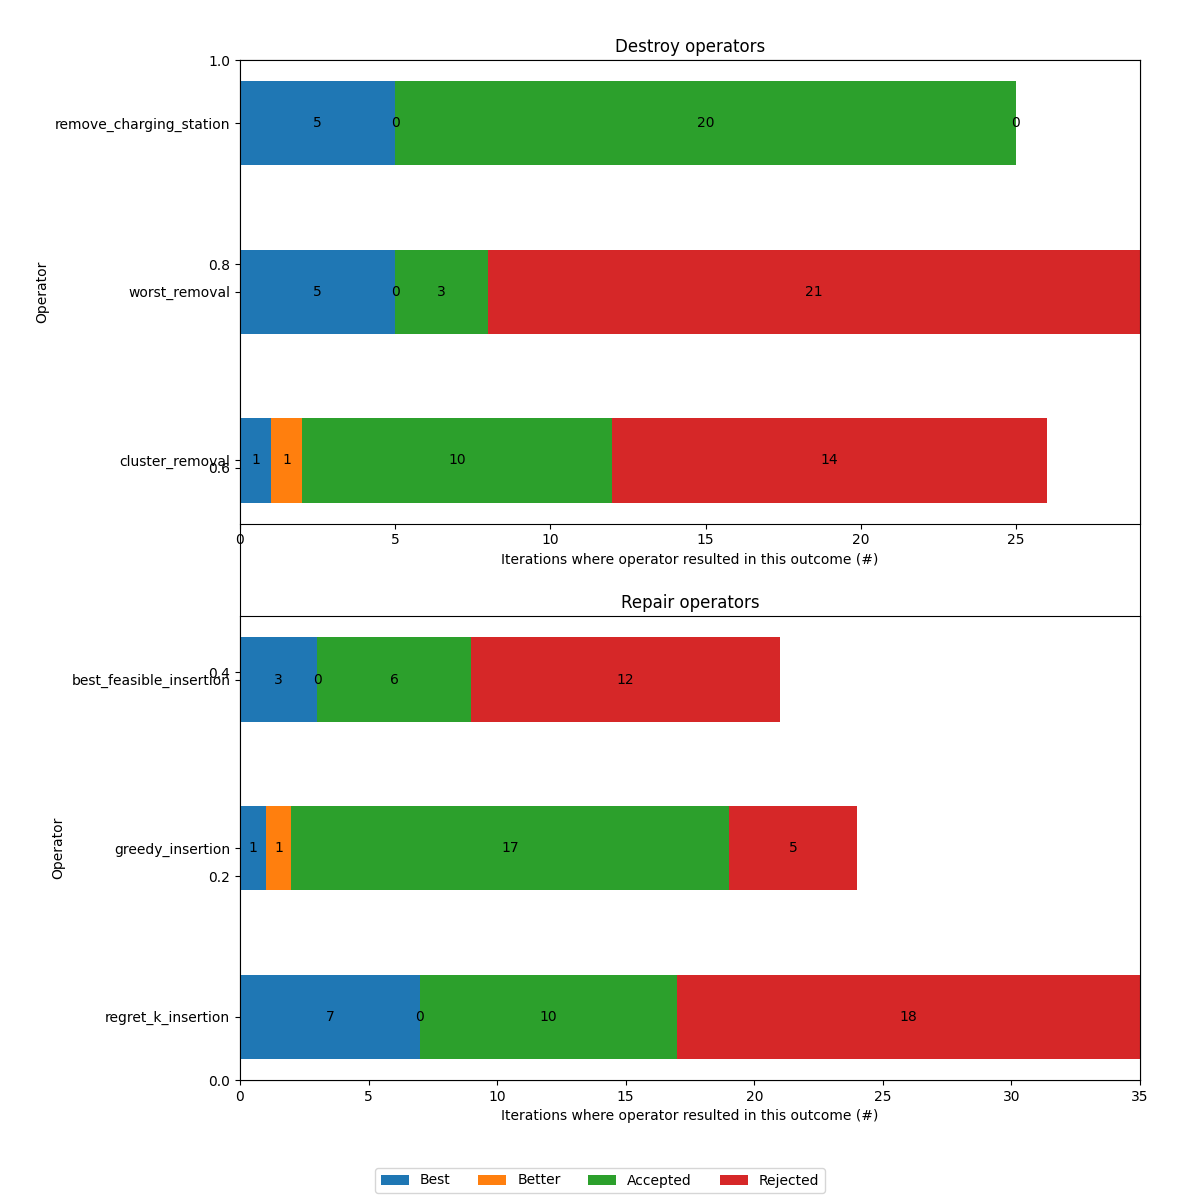 Destroy operators
1.0
remove_charging_station 5 0 20 0
0.8
worst_removal 5 0 3 21
Operator
cluster_removal 1 1 10 14
0.6
0 5 10 15 20 25
Iterations where operator resulted in this outcome (#)
Repair operators
0.4
best_feasible_insertion 3 0 6 12
greedy_insertion 1 1 17 5
Operator
0.2
regret_k_insertion 7 0 10 18
0.0
0 5 10 15 20 25 30 35
Iterations where operator resulted in this outcome (#)
Best Better Accepted Rejected